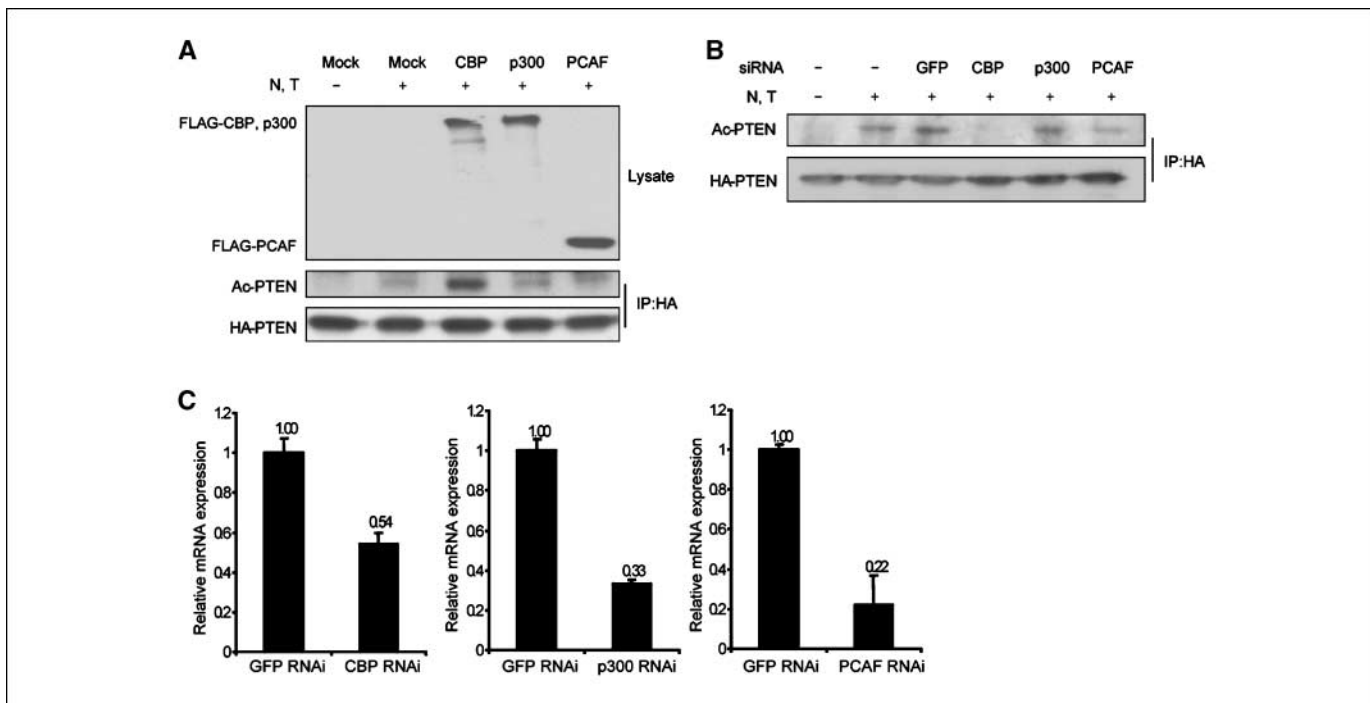 A
Mock Mock CBP p300 PCAF
N, T – + + + +
FLAG-CBP, p300
Lysate
FLAG-PCAF
Ac-PTEN
IP:HA
HA-PTEN
B
siRNA – – GFP CBP p300 PCAF
N, T – + + + + +
Ac-PTEN
IP:HA
HA-PTEN
C
Relative mRNA expression
1.2
1
0.8
0.6
0.4
0.2
0
1.00
0.54
GFP RNAi CBP RNAi
Relative mRNA expression
1.2
1
0.8
0.6
0.4
0.2
0
1.00
0.33
GFP RNAi p300 RNAi
Relative mRNA expression
1.2
1
0.8
0.6
0.4
0.2
0
1.00
0.22
GFP RNAi PCAF RNAi